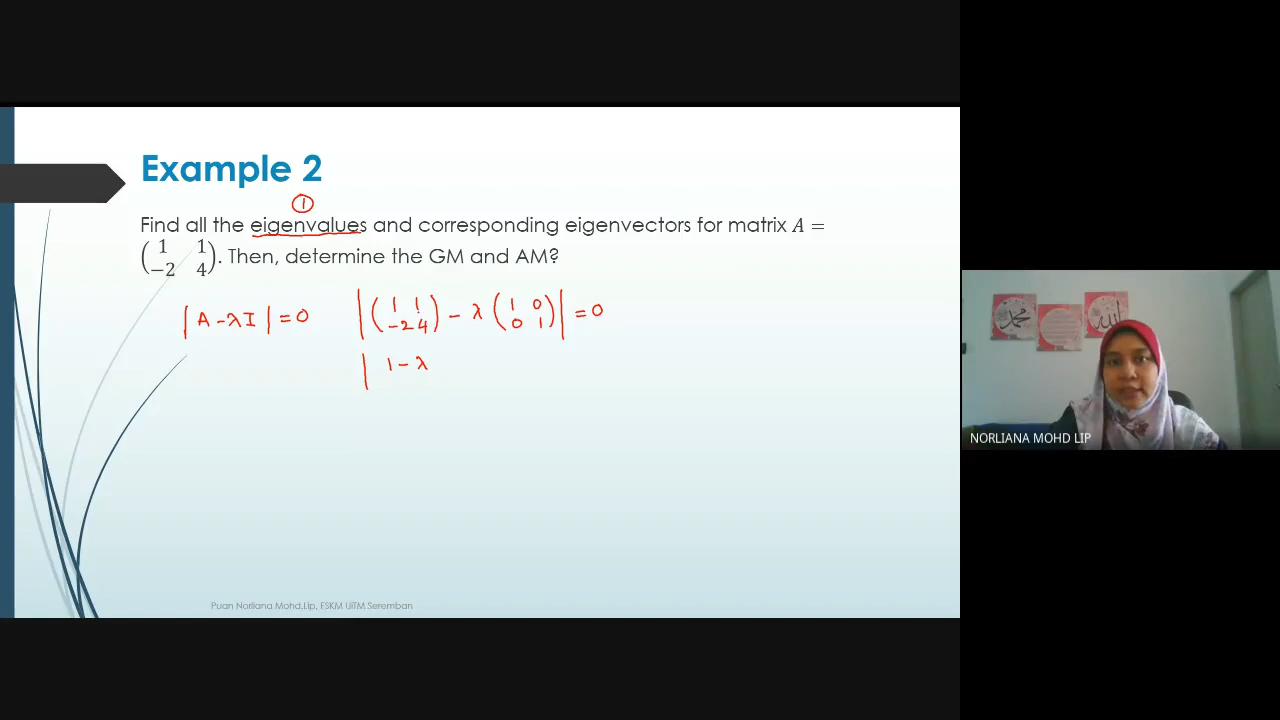 Example 2
①
Find all the eigenvalues and corresponding eigenvectors for matrix A =
(1 1
−2 4). Then, determine the GM and AM?
|A − λI| = 0 |(1 1
−2 4) − λ(1 0
0 1)| = 0
| 1 − λ
NORLIANA MOHD LIP
Puan Norliana Mohd.Lip, FSKM UiTM Seremban